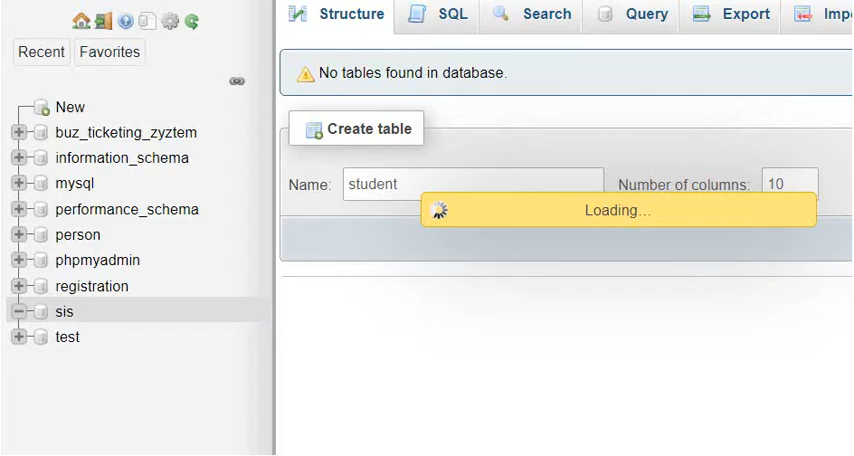 Recent Favorites
New
buz_ticketing_zyztem
information_schema
mysql
performance_schema
person
phpmyadmin
registration
sis
test
Structure SQL Search Query Export Impo
No tables found in database.
Create table
Name: student Number of columns: 10
Loading...